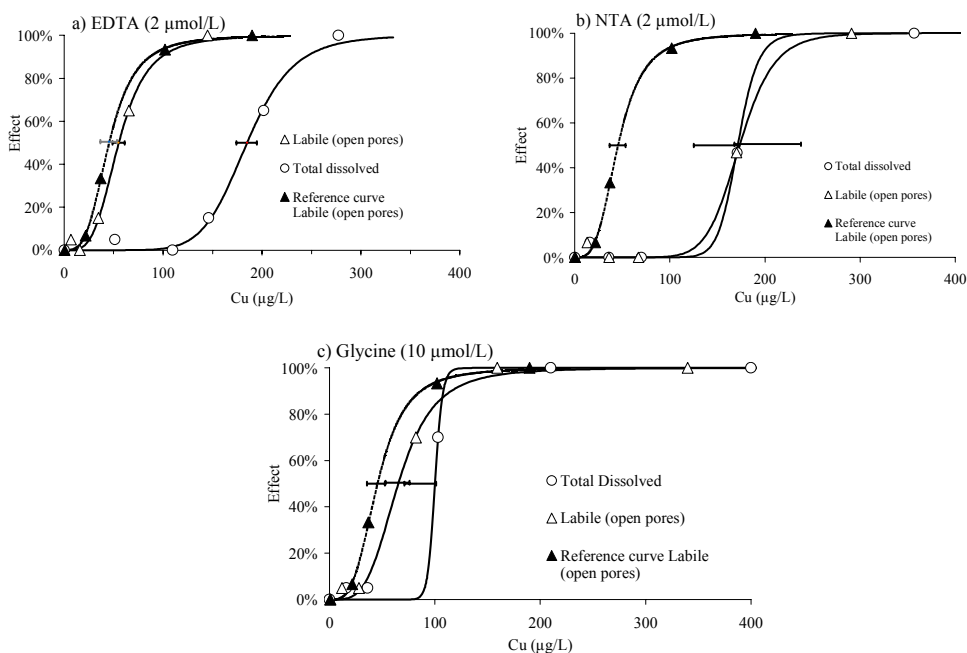 a) EDTA (2 µmol/L)
100%
80%
60%
40%
20%
0%
Effect
0
100
200
300
400
Cu (µg/L)
Labile (open pores)
Total dissolved
Reference curve
Labile (open pores)
b) NTA (2 µmol/L)
100%
80%
60%
40%
20%
0%
Effect
0
100
200
300
400
Cu (µg/L)
Total dissolved
Labile (open pores)
Reference curve
Labile (open pores)
c) Glycine (10 µmol/L)
100%
80%
60%
40%
20%
0%
Effect
0
100
200
300
400
Cu (µg/L)
Total Dissolved
Labile (open pores)
Reference curve Labile
(open pores)